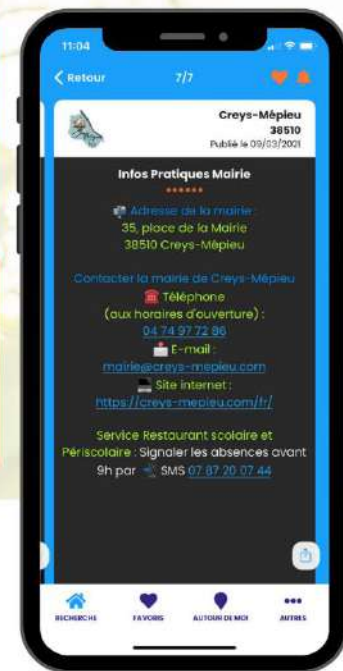 11:04
Retour
7/7
Creys-Mépieu
38510
Publié le 09/03/2021
Infos Pratiques Mairie
Adresse de la mairie :
35, place de la Mairie
38510 Creys-Mépieu
Contacter la mairie de Creys-Mépieu
Téléphone
(aux horaires d'ouverture) :
04 74 97 72 86
E-mail :
mairie@creys-mepieu.com
Site internet :
https://creys-mepieu.com/fr/
Service Restaurant scolaire et
Périscolaire : Signaler les absences avant
9h par SMS 07 87 20 07 44
RECHERCHE
FAVORIS
AUTOUR DE MOI
AUTRES